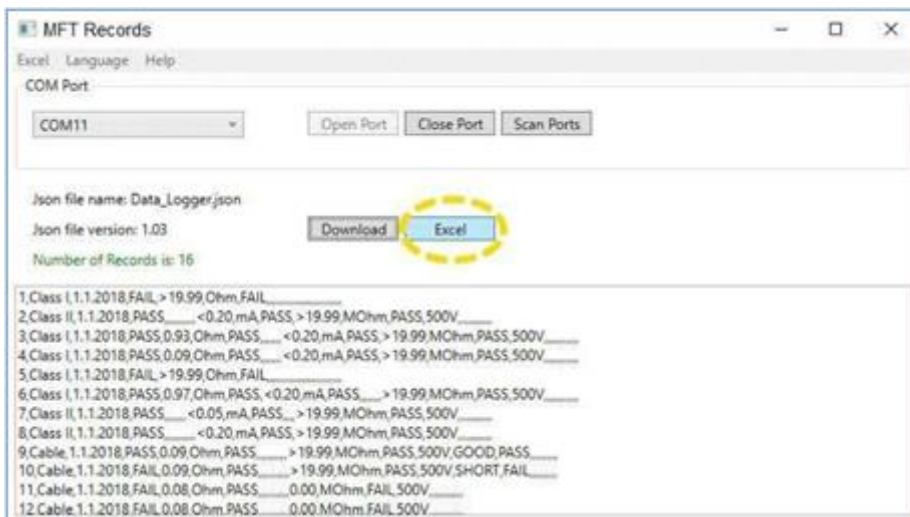 MFT Records
Excel Language Help
COM Port
COM11 Open Port Close Port Scan Ports
Json file name: Data_Logger.json
Json file version: 1.03 Download Excel
Number of Records is: 16
1,Class I,1.1.2018,FAIL,>19.99,Ohm,FAIL,,,,,,,,,,,,,
2,Class II,1.1.2018,PASS,,,,,,<0.20,mA,PASS,>19.99,MOhm,PASS,500V,,,,,,
3,Class I,1.1.2018,PASS,0.93,Ohm,PASS,,,,<0.20,mA,PASS,>19.99,MOhm,PASS,500V,,,,,,
4,Class I,1.1.2018,PASS,0.09,Ohm,PASS,,,,<0.20,mA,PASS,>19.99,MOhm,PASS,500V,,,,,,
5,Class I,1.1.2018,FAIL,>19.99,Ohm,FAIL,,,,,,,,,,,,,
6,Class I,1.1.2018,PASS,0.97,Ohm,PASS,<0.20,mA,PASS,,,,>19.99,MOhm,PASS,500V,,,,,,
7,Class II,1.1.2018,PASS,,,,<0.05,mA,PASS,,,>19.99,MOhm,PASS,500V,,,,,,
8,Class II,1.1.2018,PASS,,,,,,<0.20,mA,PASS,>19.99,MOhm,PASS,500V,,,,,,
9,Cable,1.1.2018,PASS,0.09,Ohm,PASS,,,,,,>19.99,MOhm,PASS,500V,GOOD,PASS,,,,
10,Cable,1.1.2018,FAIL,0.09,Ohm,PASS,,,,,,>19.99,MOhm,PASS,500V,SHORT,FAIL,,,,
11,Cable,1.1.2018,FAIL,0.08,Ohm,PASS,,,,,,0.00,MOhm,FAIL,500V,,,,,,
12,Cable,1.1.2018,FAIL,0.08,Ohm,PASS,,,,,,0.00,MOhm,FAIL,500V,,,,,,